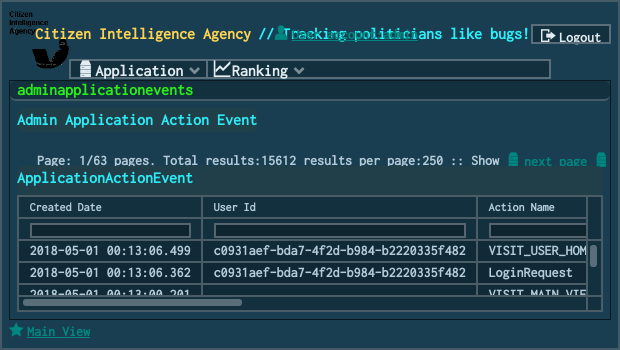 Citizen
Intelligence
Agency
Citizen Intelligence Agency // Tracking politicians like bugs!
Logout
Application
Ranking
adminapplicationevents
Admin Application Action Event
Page: 1/63 pages. Total results:15612 results per page:250 :: Show next page
ApplicationActionEvent
Created Date User Id Action Name
2018-05-01 00:13:06.499 c0931aef-bda7-4f2d-b984-b2220335f482 VISIT_USER_HOM
2018-05-01 00:13:06.362 c0931aef-bda7-4f2d-b984-b2220335f482 LoginRequest
2018-05-01 00:13:00.201 VISIT_MAIN_VIE
Main View